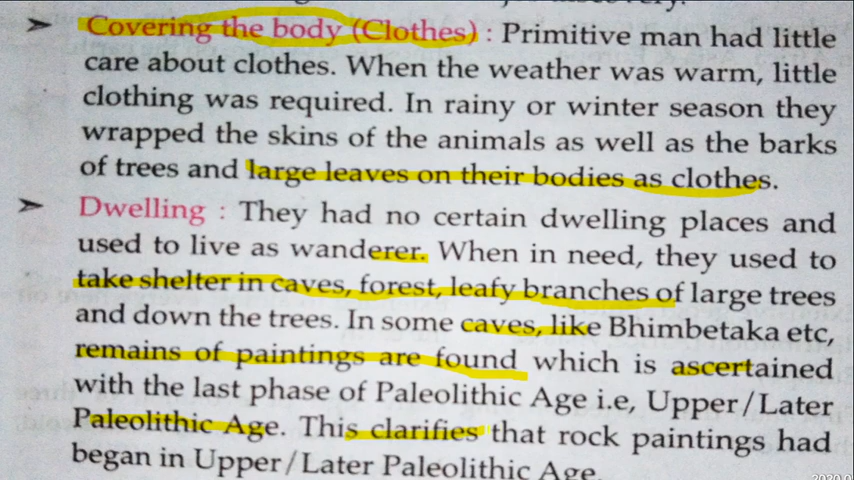 ➤ Covering the body (Clothes) : Primitive man had little
care about clothes. When the weather was warm, little
clothing was required. In rainy or winter season they
wrapped the skins of the animals as well as the barks
of trees and large leaves on their bodies as clothes.
➤ Dwelling : They had no certain dwelling places and
used to live as wanderer. When in need, they used to
take shelter in caves, forest, leafy branches of large trees
and down the trees. In some caves, like Bhimbetaka etc,
remains of paintings are found which is ascertained
with the last phase of Paleolithic Age i.e, Upper/Later
Paleolithic Age. This clarifies that rock paintings had
began in Upper/Later Paleolithic Age.